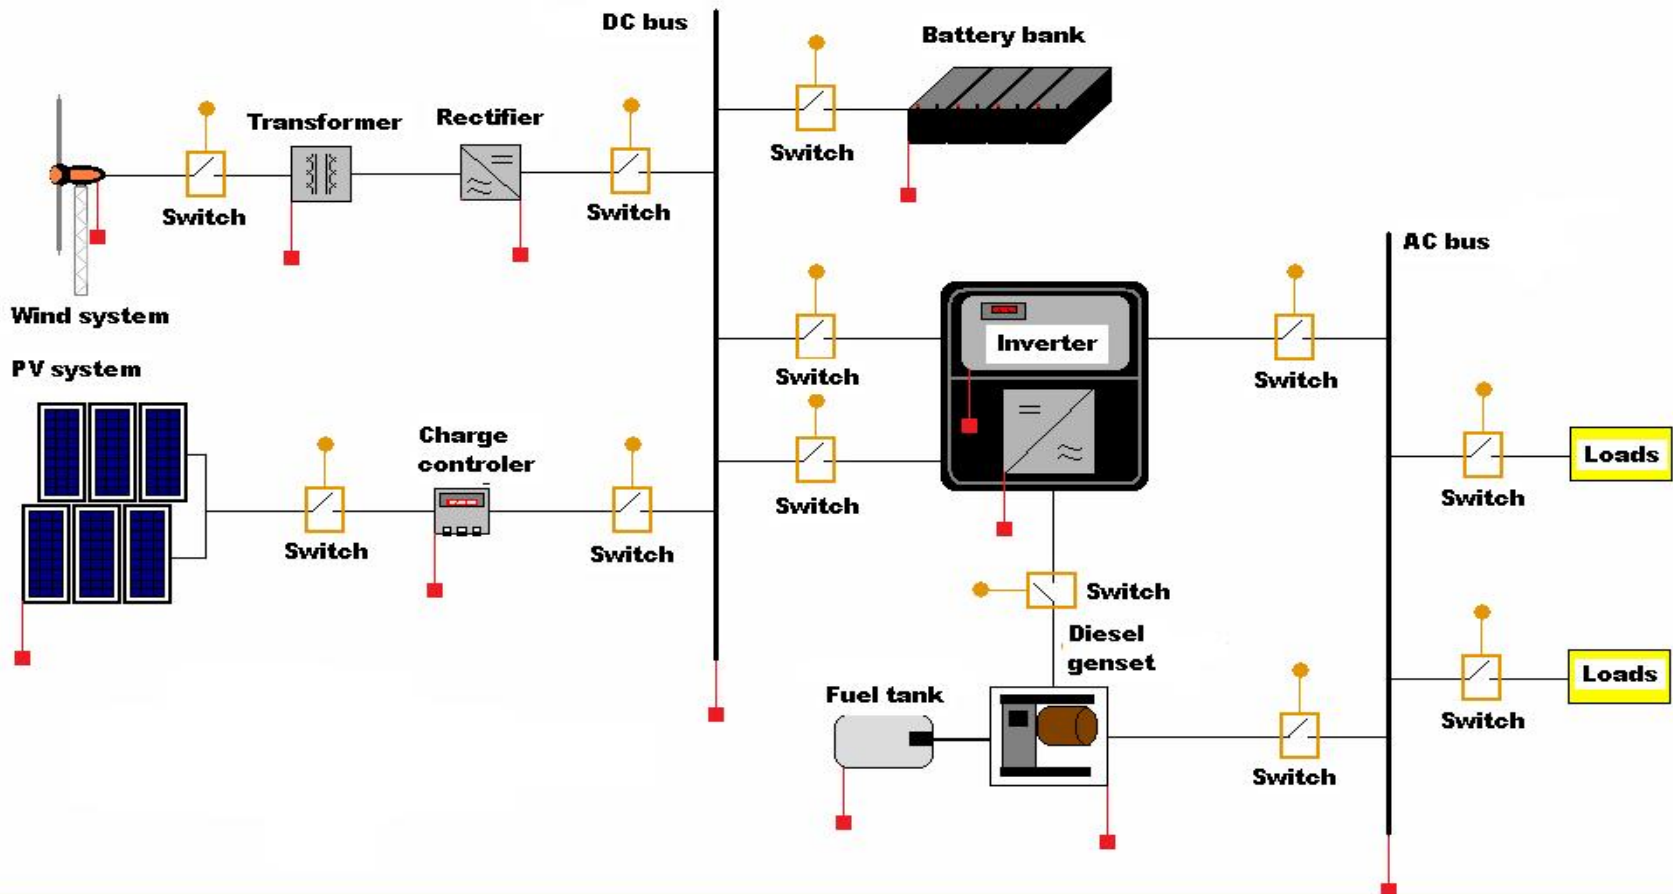 DC bus
Battery bank
Transformer
Rectifier
Switch
Switch
Switch
AC bus
Wind system
Inverter
PV system
Switch
Switch
Charge
controler
Loads
Switch
Switch
Switch
Switch
Switch
Diesel
genset
Loads
Fuel tank
Switch
Switch